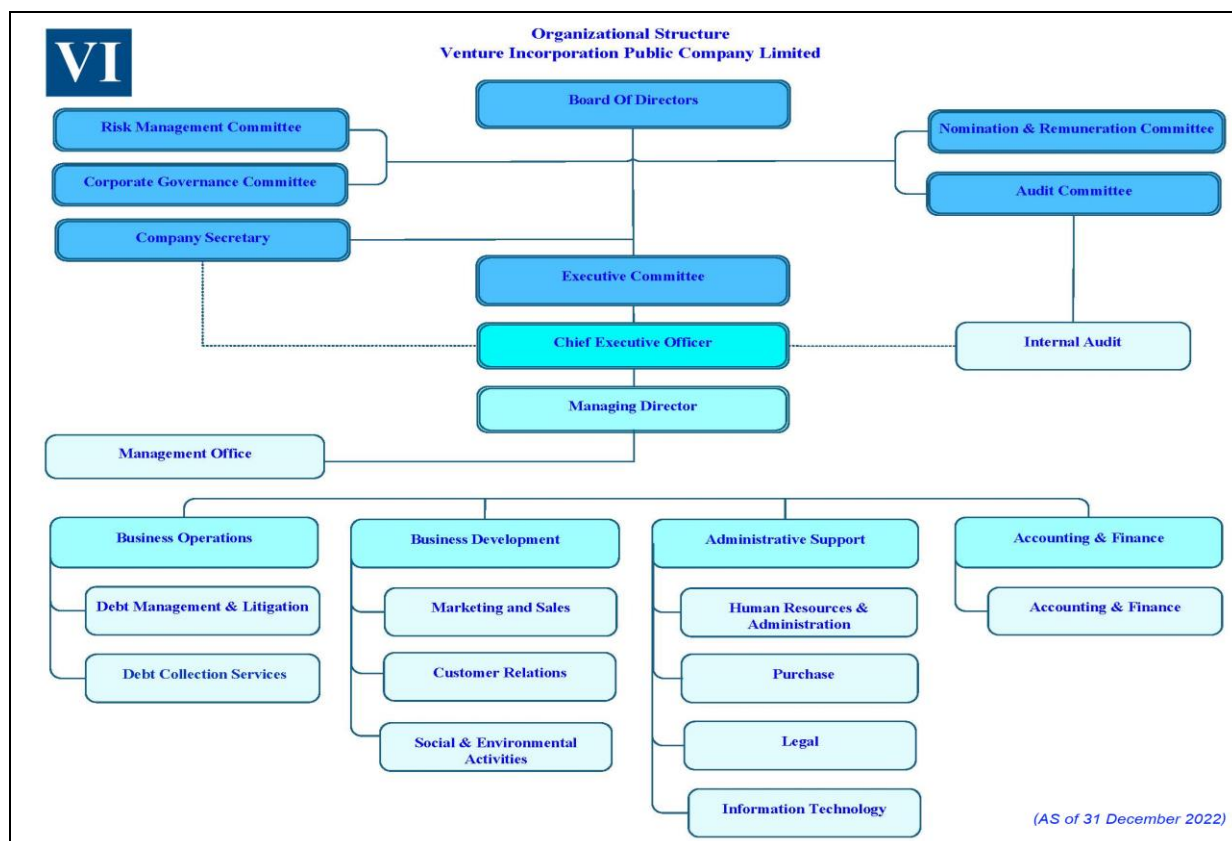 VI
Organizational Structure
Venture Incorporation Public Company Limited
Board Of Directors
Risk Management Committee
Nomination & Remuneration Committee
Corporate Governance Committee
Audit Committee
Company Secretary
Executive Committee
Chief Executive Officer
Internal Audit
Managing Director
Management Office
Business Operations
Business Development
Administrative Support
Accounting & Finance
Debt Management & Litigation
Marketing and Sales
Human Resources &
Administration
Accounting & Finance
Debt Collection Services
Customer Relations
Purchase
Social & Environmental
Activities
Legal
Information Technology
(AS of 31 December 2022)